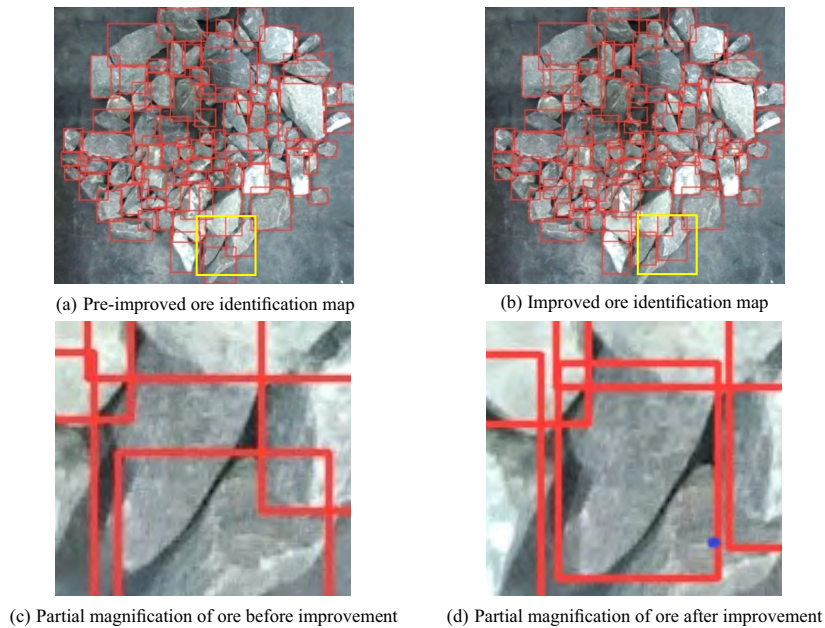 (a) Pre-improved ore identification map
(b) Improved ore identification map
(c) Partial magnification of ore before improvement
(d) Partial magnification of ore after improvement